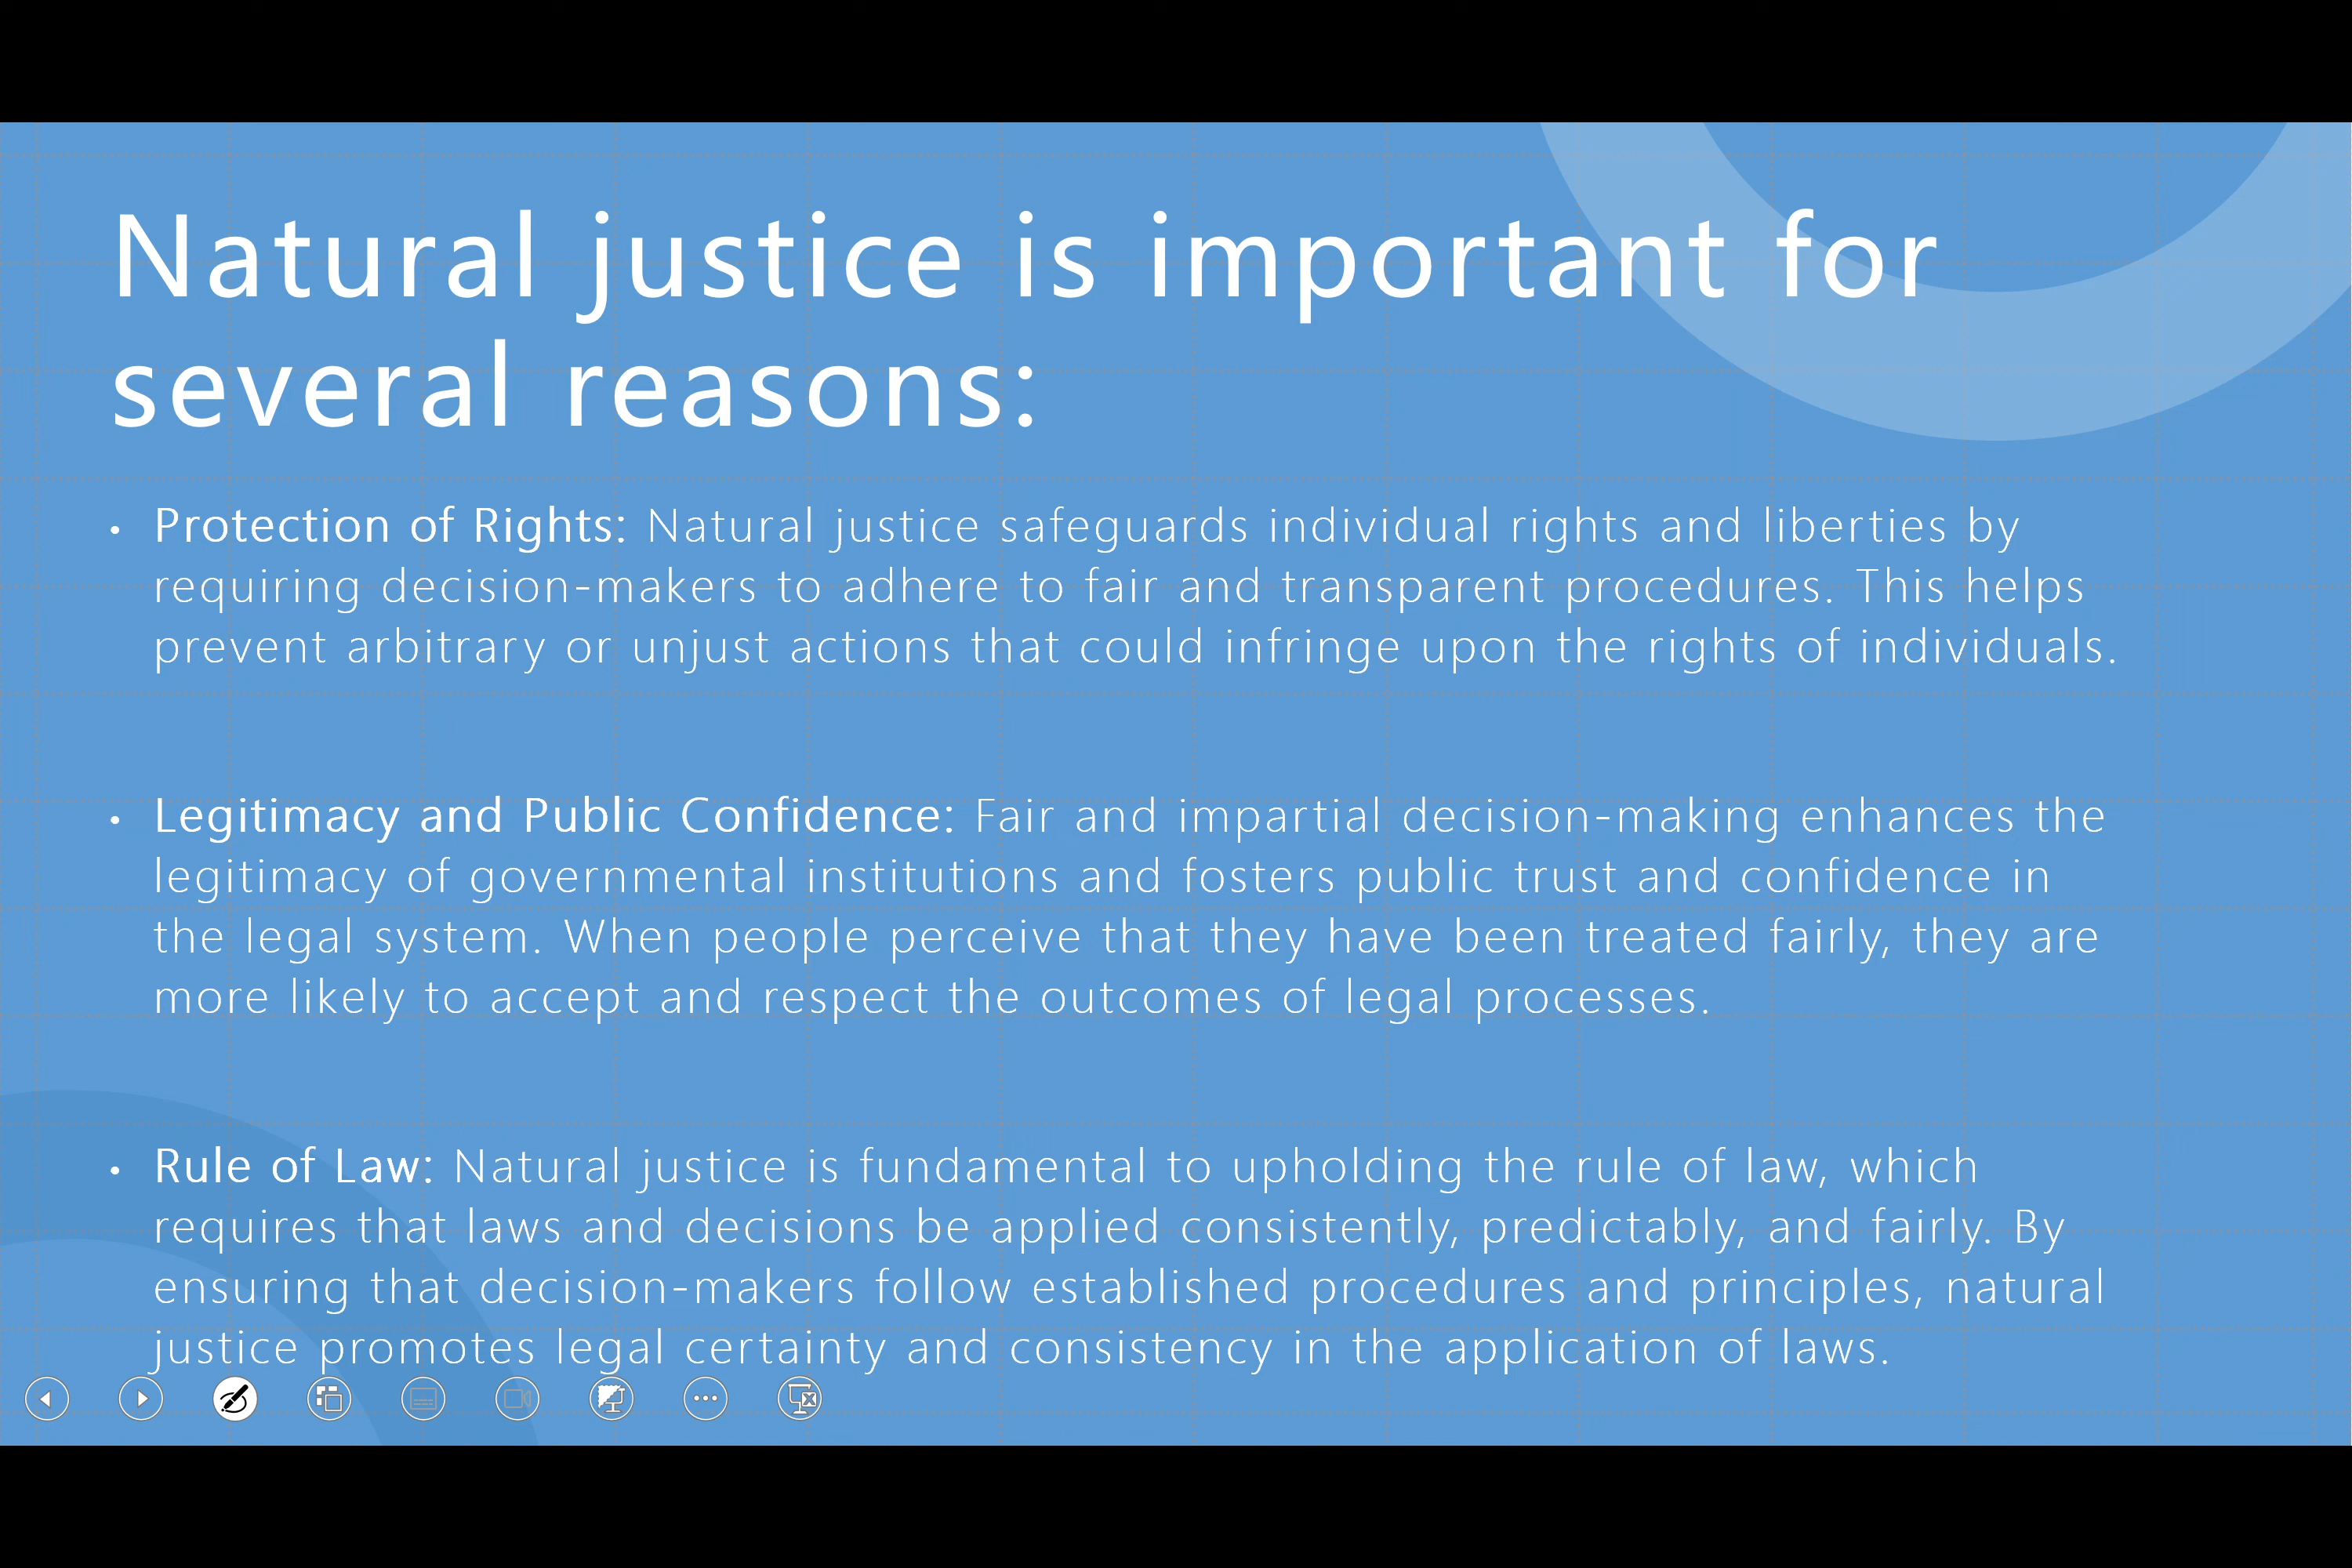 Natural justice is important for
several reasons:
• Protection of Rights: Natural justice safeguards individual rights and liberties by
requiring decision-makers to adhere to fair and transparent procedures. This helps
prevent arbitrary or unjust actions that could infringe upon the rights of individuals.
• Legitimacy and Public Confidence: Fair and impartial decision-making enhances the
legitimacy of governmental institutions and fosters public trust and confidence in
the legal system. When people perceive that they have been treated fairly, they are
more likely to accept and respect the outcomes of legal processes.
• Rule of Law: Natural justice is fundamental to upholding the rule of law, which
requires that laws and decisions be applied consistently, predictably, and fairly. By
ensuring that decision-makers follow established procedures and principles, natural
justice promotes legal certainty and consistency in the application of laws.